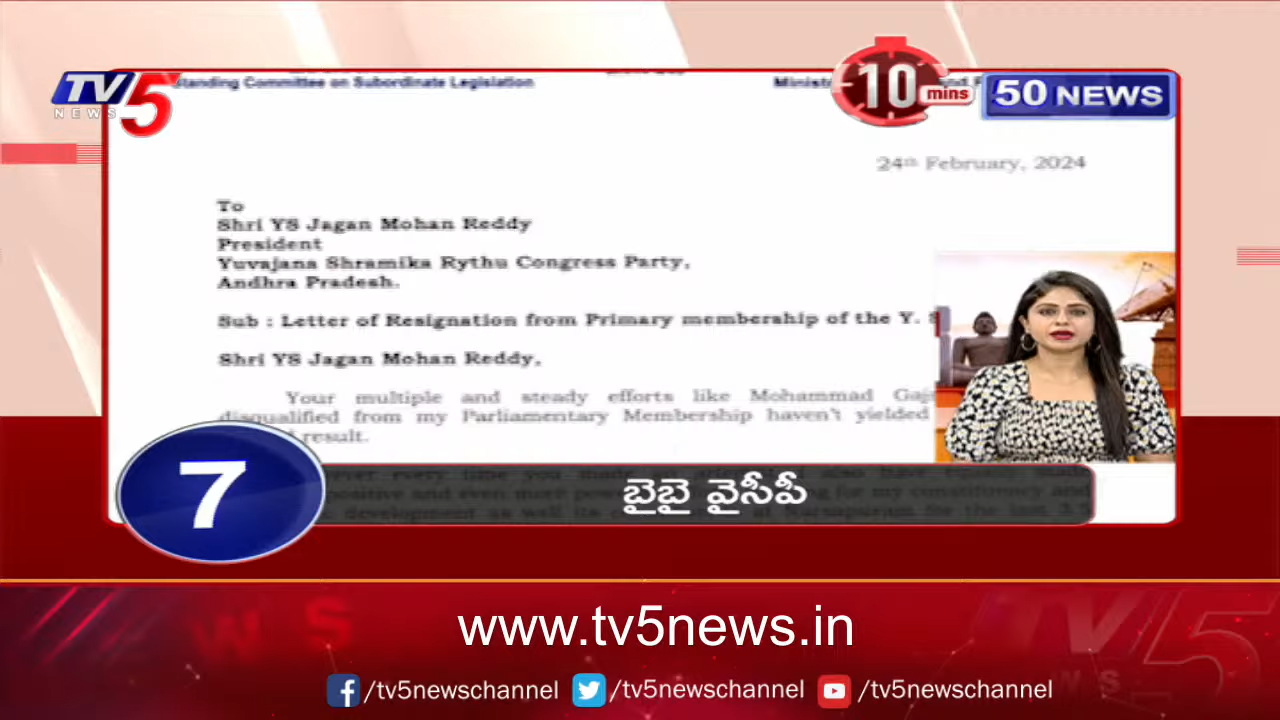 TV5
NEWS
10 mins
50 NEWS
Standing Committee on Subordinate Legislation
24th February, 2024
To
Shri YS Jagan Mohan Reddy
President
Yuvajana Shramika Rythu Congress Party,
Andhra Pradesh.
Sub : Letter of Resignation from Primary membership of the Y.
Shri YS Jagan Mohan Reddy,
Your multiple and steady efforts like Mohammad
disqualified from my Parliamentary Membership haven't yielded
result.
7
బైబై వైసీపీ
www.tv5news.in
/tv5newschannel /tv5newschannel /tv5newschannel